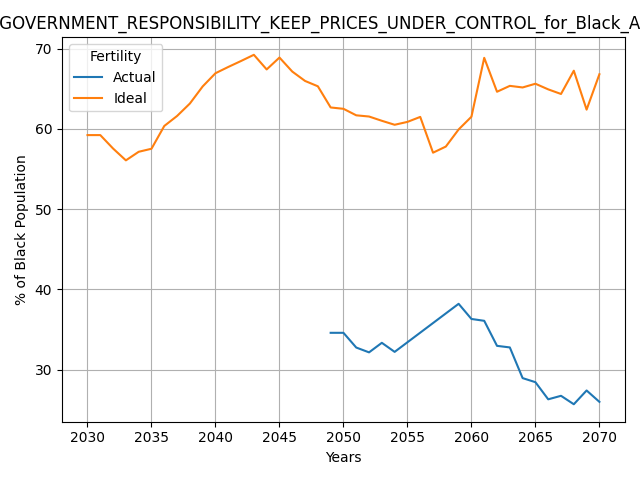 GOVERNMENT_RESPONSIBILITY_KEEP_PRICES_UNDER_CONTROL_for_Black_A
Fertility
Actual
Ideal
% of Black Population
70
60
50
40
30
2030 2035 2040 2045 2050 2055 2060 2065 2070
Years